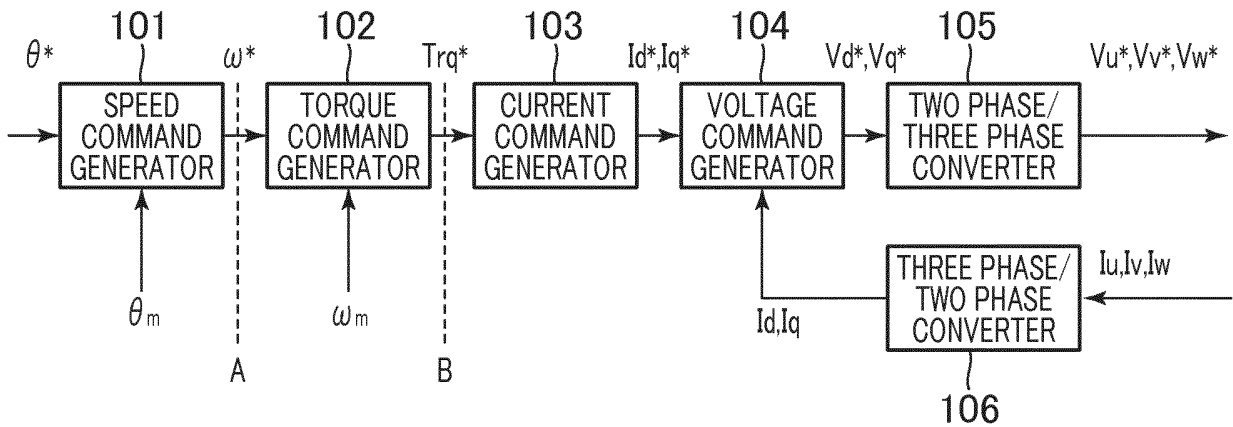 101
102
103
104
105
θ*
ω*
Trq*
Id*,Iq*
Vd*,Vq*
Vu*,Vv*,Vw*
SPEED
COMMAND
GENERATOR
TORQUE
COMMAND
GENERATOR
CURRENT
COMMAND
GENERATOR
VOLTAGE
COMMAND
GENERATOR
TWO PHASE/
THREE PHASE
CONVERTER
θm
ωm
A
B
Id,Iq
THREE PHASE/
TWO PHASE
CONVERTER
Iu,Iv,Iw
106